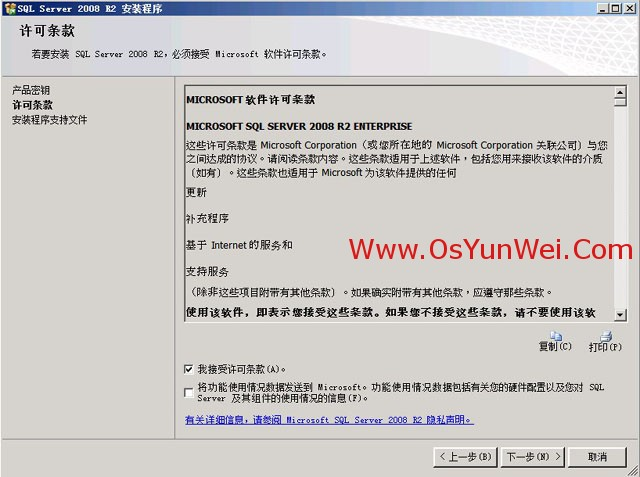 SQL Server 2008 R2 安装程序
许可条款
若要安装 SQL Server 2008 R2，必须接受 Microsoft 软件许可条款。
产品密钥
许可条款
安装程序支持文件
MICROSOFT 软件许可条款
MICROSOFT SQL SERVER 2008 R2 ENTERPRISE
这些许可条款是 Microsoft Corporation（或您所在地的 Microsoft Corporation 关联公司）与您
之间达成的协议。请阅读条款内容。这些条款适用于上述软件，包括您用来接收该软件的介质
（如有）。这些条款也适用于 Microsoft 为该软件提供的任何
更新
补充程序
基于 Internet 的服务和
支持服务
（除非这些项目附带有其他条款）。如果确实附带有其他条款，应遵守那些条款。
使用该软件，即表示您接受这些条款。如果您不接受这些条款，请不要使用该软
Www.OsYunWei.Com
复制(C)
打印(P)
我接受许可条款(A)。
将功能使用情况数据发送到 Microsoft。功能使用情况数据包括有关您的硬件配置以及您对 SQL
Server 及其组件的使用情况的信息(F)。
有关详细信息，请参阅 Microsoft SQL Server 2008 R2 隐私声明。
< 上一步(B)
下一步(N) >
取消